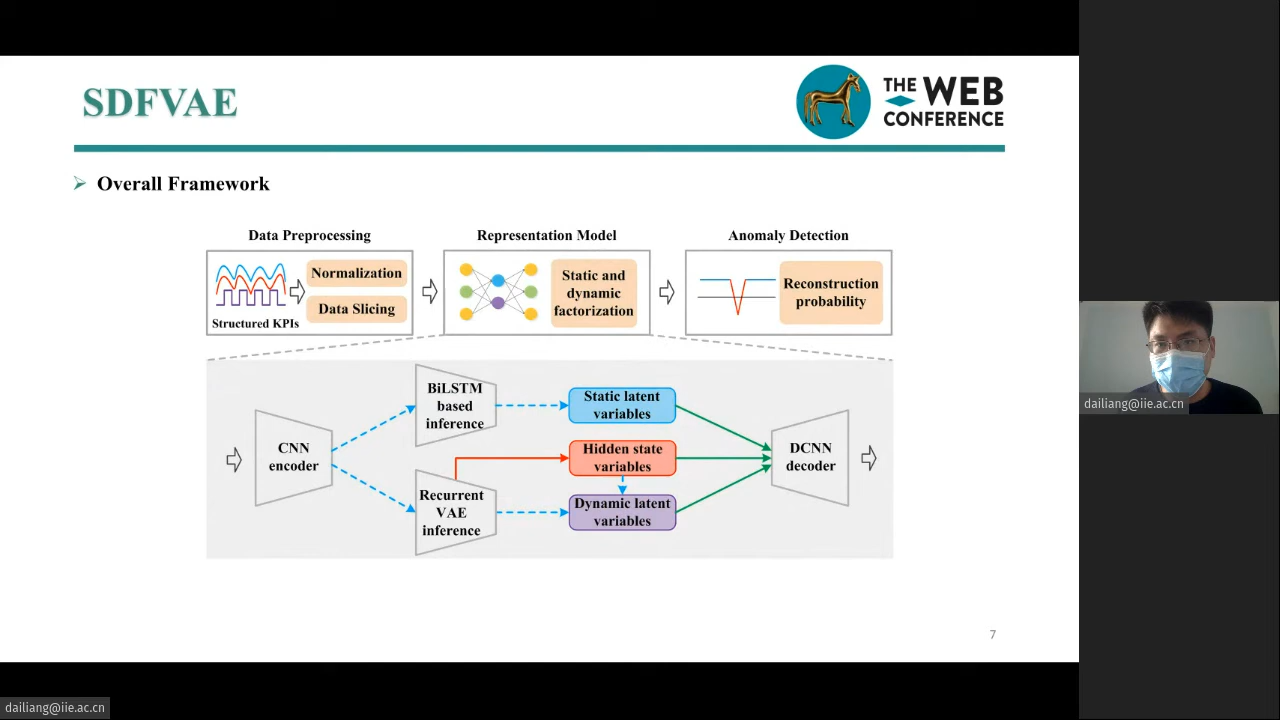 SDFVAE
THE WEB
CONFERENCE
Overall Framework
Data Preprocessing
Representation Model
Anomaly Detection
Structured KPIs
Normalization
Data Slicing
Static and
dynamic
factorization
Reconstruction
probability
CNN
encoder
BiLSTM
based
inference
Recurrent
VAE
inference
Static latent
variables
Hidden state
variables
Dynamic latent
variables
DCNN
decoder
7
dailiang@iie.ac.cn
dailiang@iie.ac.cn